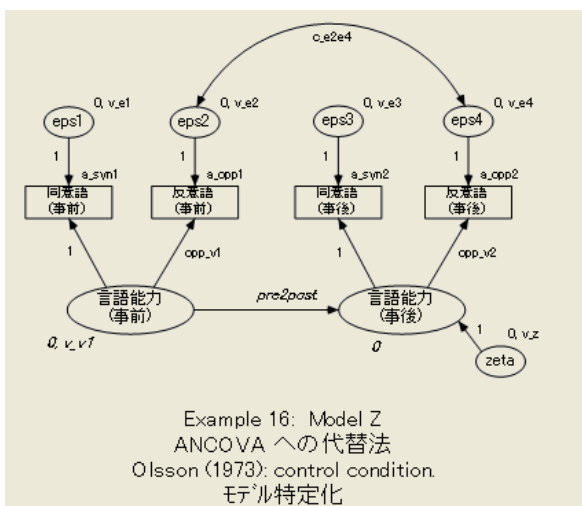 c_e2e4
0, v_e1
0, v_e2
0, v_e3
0, v_e4
eps1
eps2
eps3
eps4
1
1
1
1
a_syn1
a_opp1
a_syn2
a_opp2
同意語
(事前)
反意語
(事前)
同意語
(事後)
反意語
(事後)
1
opp_v1
1
opp_v2
言語能力
(事前)
pre2post
言語能力
(事後)
0, v_v1
0
1
0, v_z
zeta
Example 16: Model Z
ANCOVA への代替法
Olsson (1973): control condition.
モデル特定化